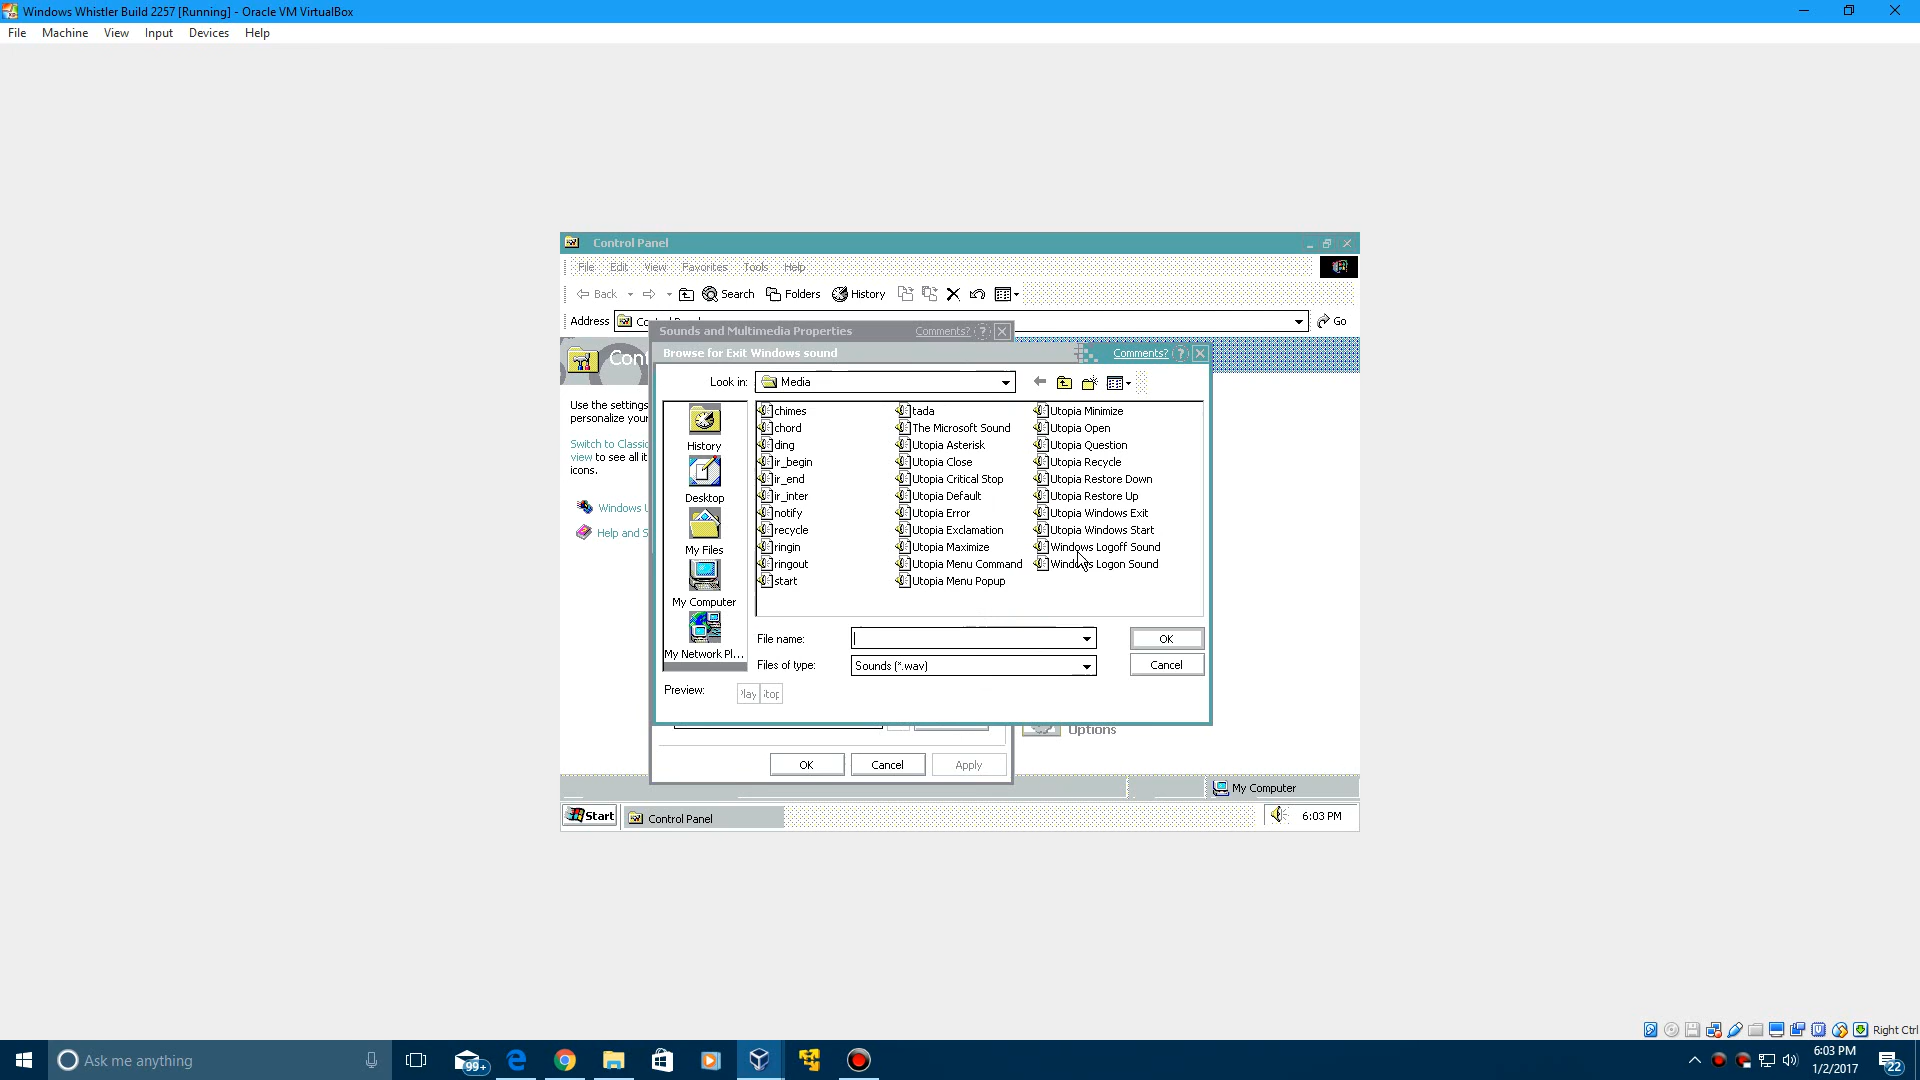 Windows Whistler Build 2257 [Running] - Oracle VM VirtualBox
File Machine View Input Devices Help
Control Panel
File Edit View Favorites Tools Help
Back Search Folders History
Address Go
Sounds and Multimedia Properties Comments? ?
Browse for Exit Windows sound Comments? ?
Look in: Media
Use the settings
personalize your
Switch to Classic
view to see all it
icons.
Windows U
Help and S
History
Desktop
My Files
My Computer
My Network Pl...
chimes
chord
ding
ir_begin
ir_end
ir_inter
notify
recycle
ringin
ringout
start
tada
The Microsoft Sound
Utopia Asterisk
Utopia Close
Utopia Critical Stop
Utopia Default
Utopia Error
Utopia Exclamation
Utopia Maximize
Utopia Menu Command
Utopia Menu Popup
Utopia Minimize
Utopia Open
Utopia Question
Utopia Recycle
Utopia Restore Down
Utopia Restore Up
Utopia Windows Exit
Utopia Windows Start
Windows Logoff Sound
Windows Logon Sound
File name: OK
Files of type: Sounds (*.wav) Cancel
Preview:
Options
OK Cancel Apply
My Computer
Start Control Panel 6:03 PM
Right Ctrl
Ask me anything
99+
6:03 PM
1/2/2017
22